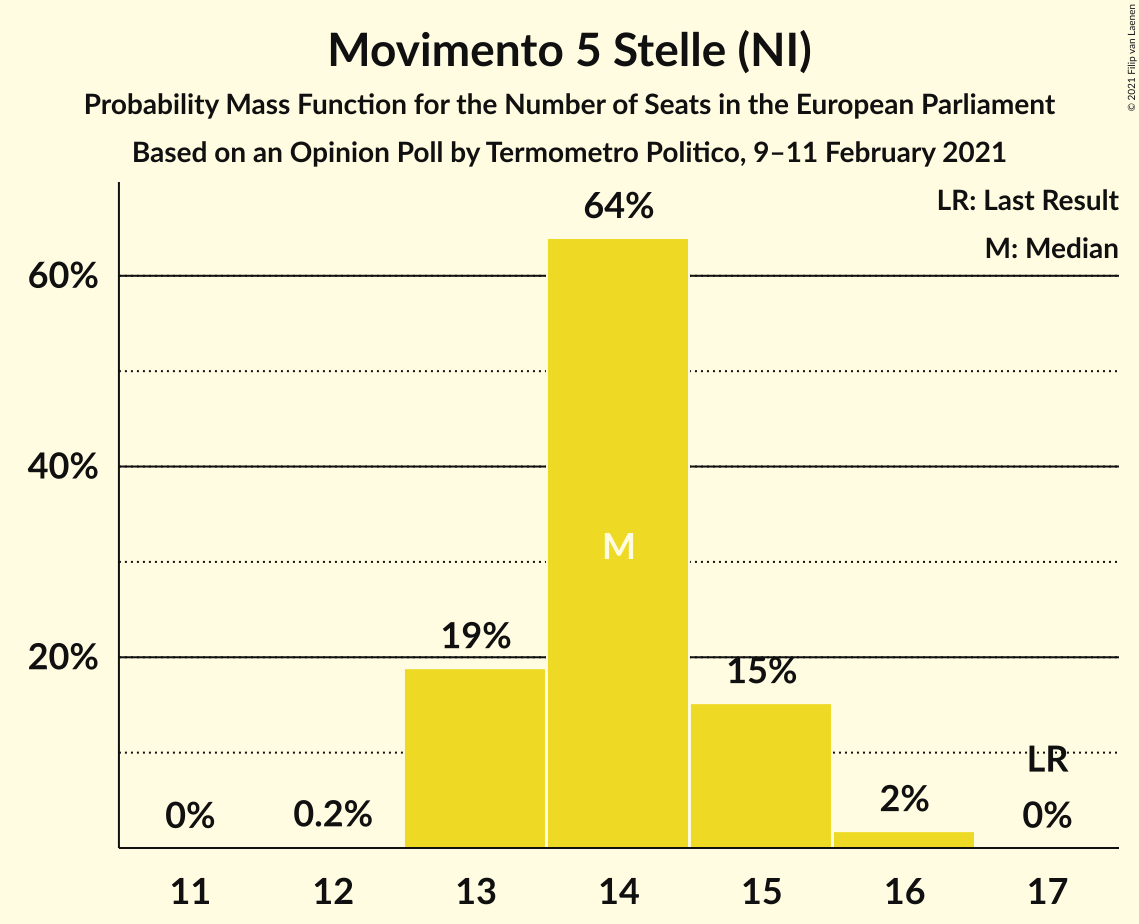 Movimento 5 Stelle (NI)
Probability Mass Function for the Number of Seats in the European Parliament
Based on an Opinion Poll by Termometro Politico, 9–11 February 2021
© 2021 Filip van Laenen
LR: Last Result
M: Median
60%
40%
20%
0%
0.2%
19%
64%
M
15%
2%
LR
0%
11 12 13 14 15 16 17